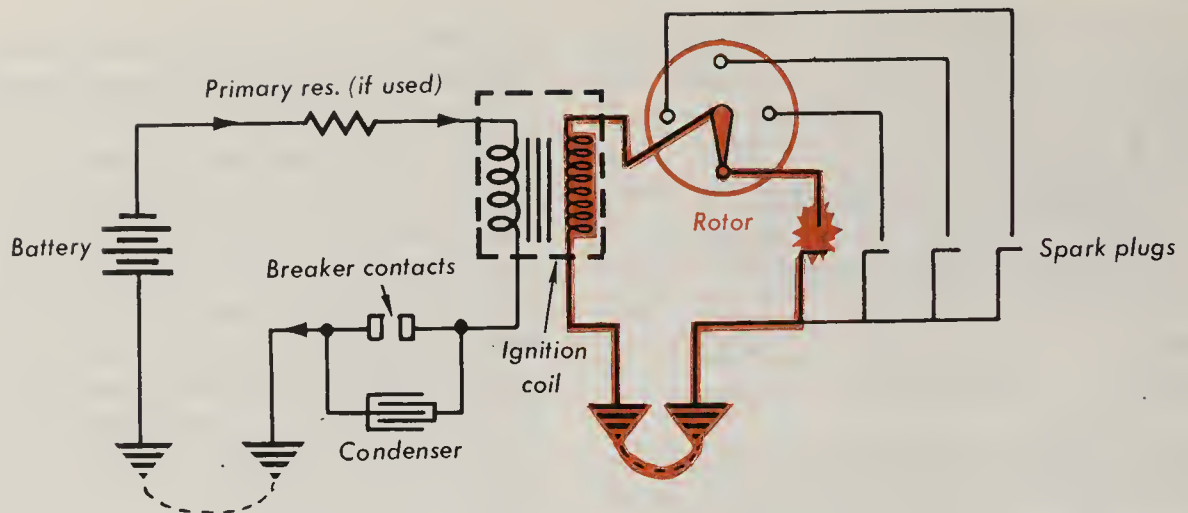 Primary res. (if used)
Battery
Breaker contacts
Ignition
coil
Condenser
Rotor
Spark plugs